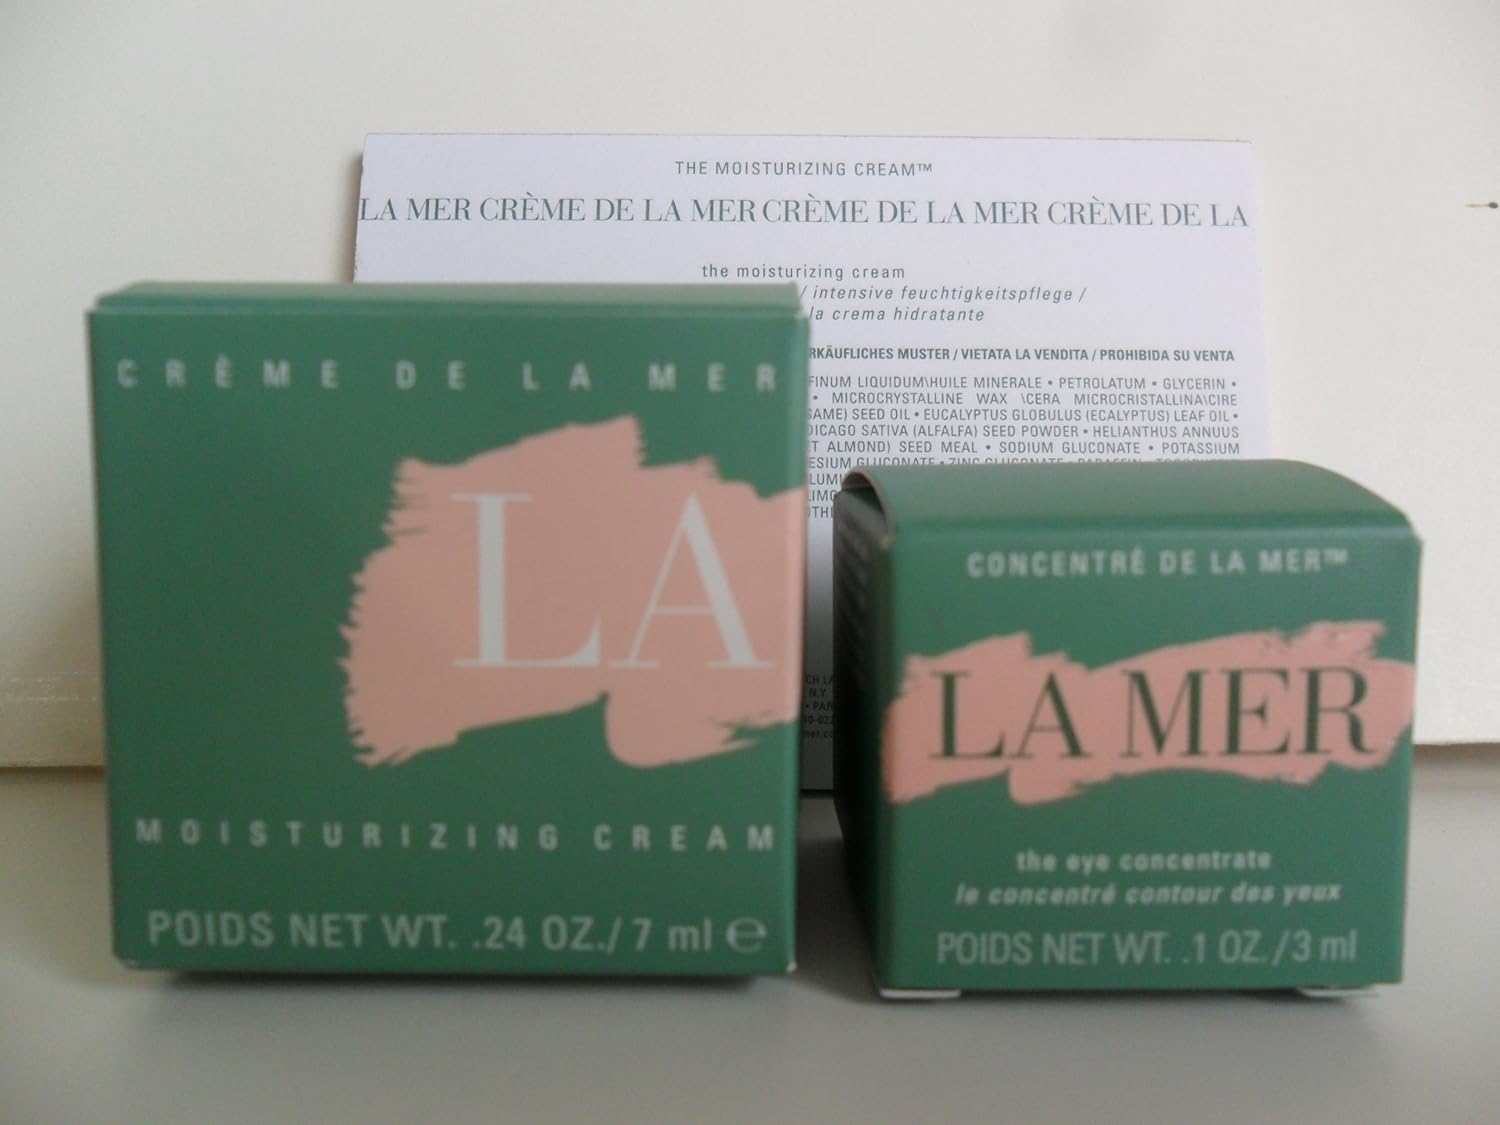 THE MOISTURIZING CREAM™
LA MER CRÈME DE LA MER CRÈME DE LA MER CRÈME DE LA
the moisturizing cream
/ intensive feuchtigkeitspflege /
la crema hidratante
MUSTER / VIETATA LA VENDITA / PROHIBIDA SU VENTA
LIQUIDUM\HUILE MINERALE • PETROLATUM • GLYCERIN •
• MICROCRYSTALLINE WAX \CERA MICROCRISTALLINA\CIRE
SEED OIL • EUCALYPTUS GLOBULUS (ECALYPTUS) LEAF OIL •
SATIVA (ALFALFA) SEED POWDER • HELIANTHUS ANNUUS
ALMOND) SEED MEAL • SODIUM GLUCONATE • POTASSIUM
GLUCONATE • ZINC GLUCONATE • PARAFFIN •
CRÈME DE LA MER
LA
MOISTURIZING CREAM
POIDS NET WT. .24 OZ./ 7 ml e
CONCENTRÉ DE LA MER™
LA MER
the eye concentrate
le concentré contour des yeux
POIDS NET WT. .1 OZ./3 ml